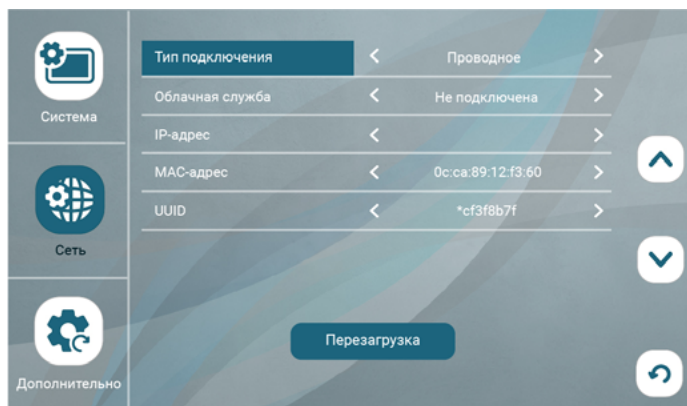 Система
Сеть
Дополнительно
Тип подключения Проводное
Облачная служба Не подключена
IP-адрес
MAC-адрес 0c:ca:89:12:f3:60
UUID *cf3f8b7f
Перезагрузка